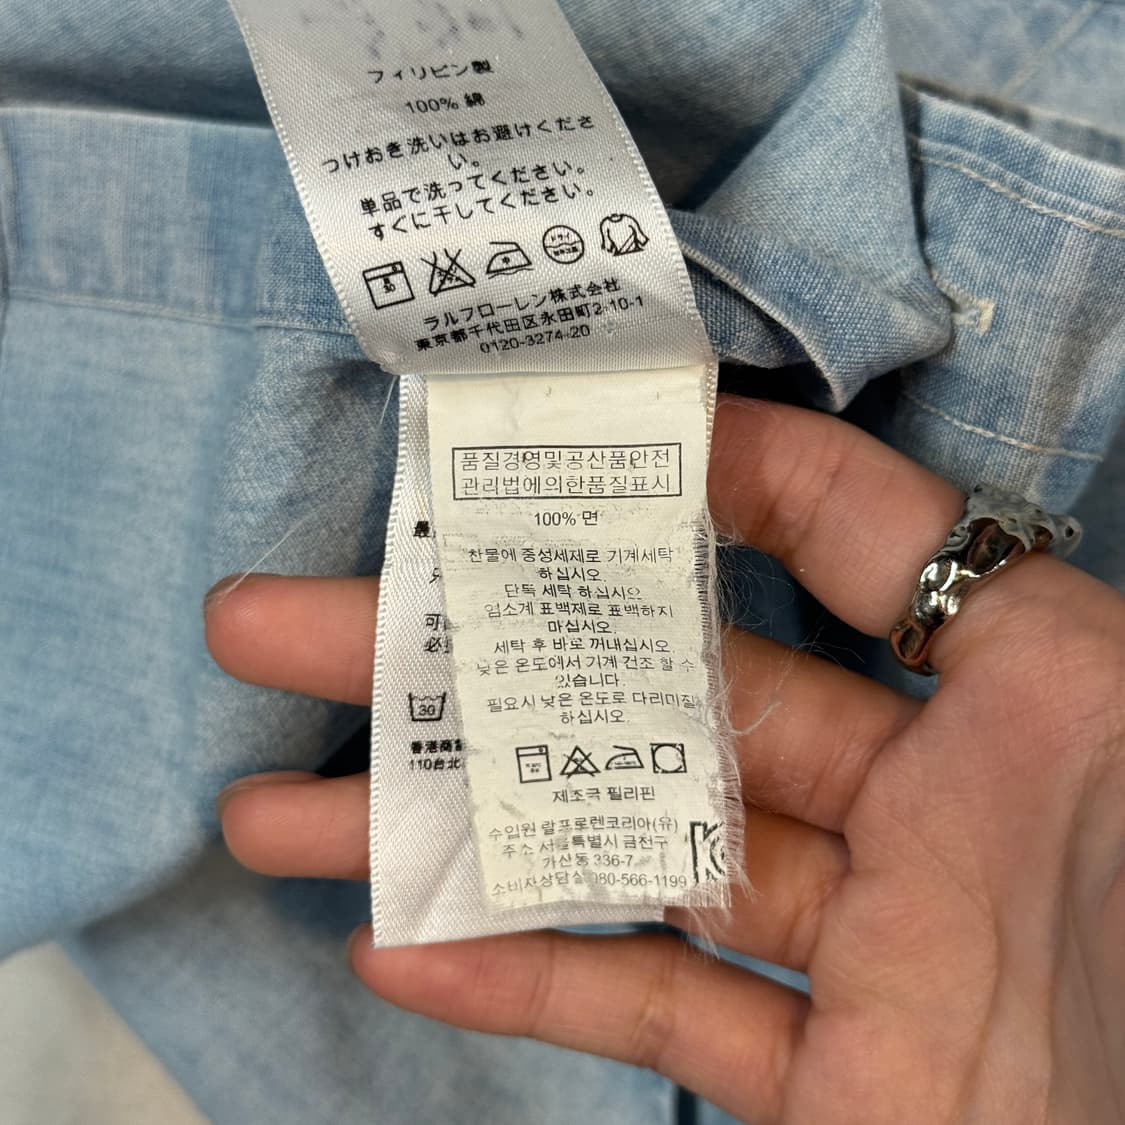 フィリピン製
100% 綿
つけおき洗いはお避けくださ
い。
単品で洗ってください。
すぐに干してください。
ラルフローレン株式会社
東京都千代田区永田町2-10-1
0120-3274-20
품질경영및공산품안전
관리법에의한품질표시
100% 면
찬물에 중성세제로 기계세탁
하십시오.
단독 세탁 하십시오.
염소계 표백제로 표백하지
마십시오.
세탁 후 바로 꺼내십시오.
낮은 온도에서 기계 건조 할 수
있습니다.
필요시 낮은 온도로 다리미질
하십시오.
30
香港商
110台北
제조국 필리핀
수입원 랄프로렌코리아(유)
주소 서울특별시 금천구
가산동 336-7
소비자상담실 080-566-1199